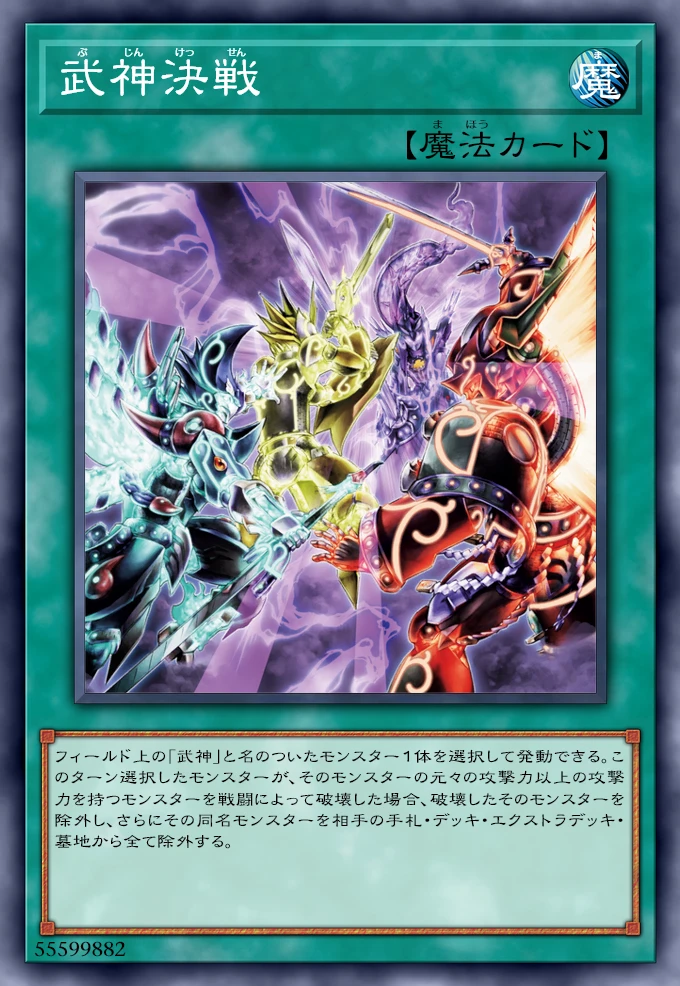 ぶ じん けっ せん
武神決戦
ま
魔
ま ほう
【魔法カード】
フィールド上の「武神」と名のついたモンスター1体を選択して発動できる。こ
のターン選択したモンスターが、そのモンスターの元々の攻撃力以上の攻撃
力を持つモンスターを戦闘によって破壊した場合、破壊したそのモンスターを
除外し、さらにその同名モンスターを相手の手札・デッキ・エクストラデッキ・
墓地から全て除外する。
55599882